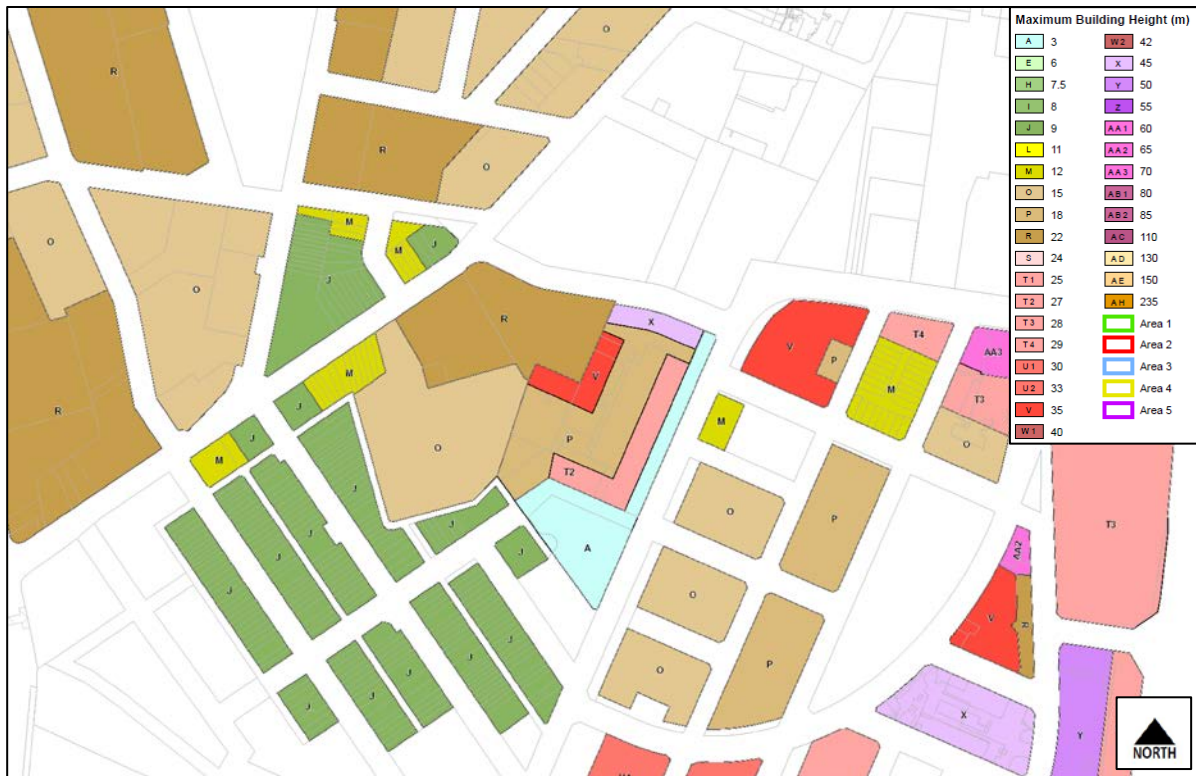 Maximum Building Height (m)
A 3
E 6
H 7.5
I 8
J 9
L 11
M 12
O 15
P 18
R 22
S 24
T1 25
T2 27
T3 28
T4 29
U1 30
U2 33
V 35
W1 40
W2 42
X 45
Y 50
Z 55
AA1 60
AA2 65
AA3 70
AB1 80
AB2 85
AC 110
AD 130
AE 150
AH 235
Area 1
Area 2
Area 3
Area 4
Area 5
O
R
R
O
M
M
J
O
J
O
R
X
V
P
T4
AA3
M
V
M
T3
J
O
M
O
P
J
M
T2
R
J
J
O
P
T3
J
J
J
A
AA2
J
O
V
R
J
J
O
P
J
J
J
X
Y
NORTH